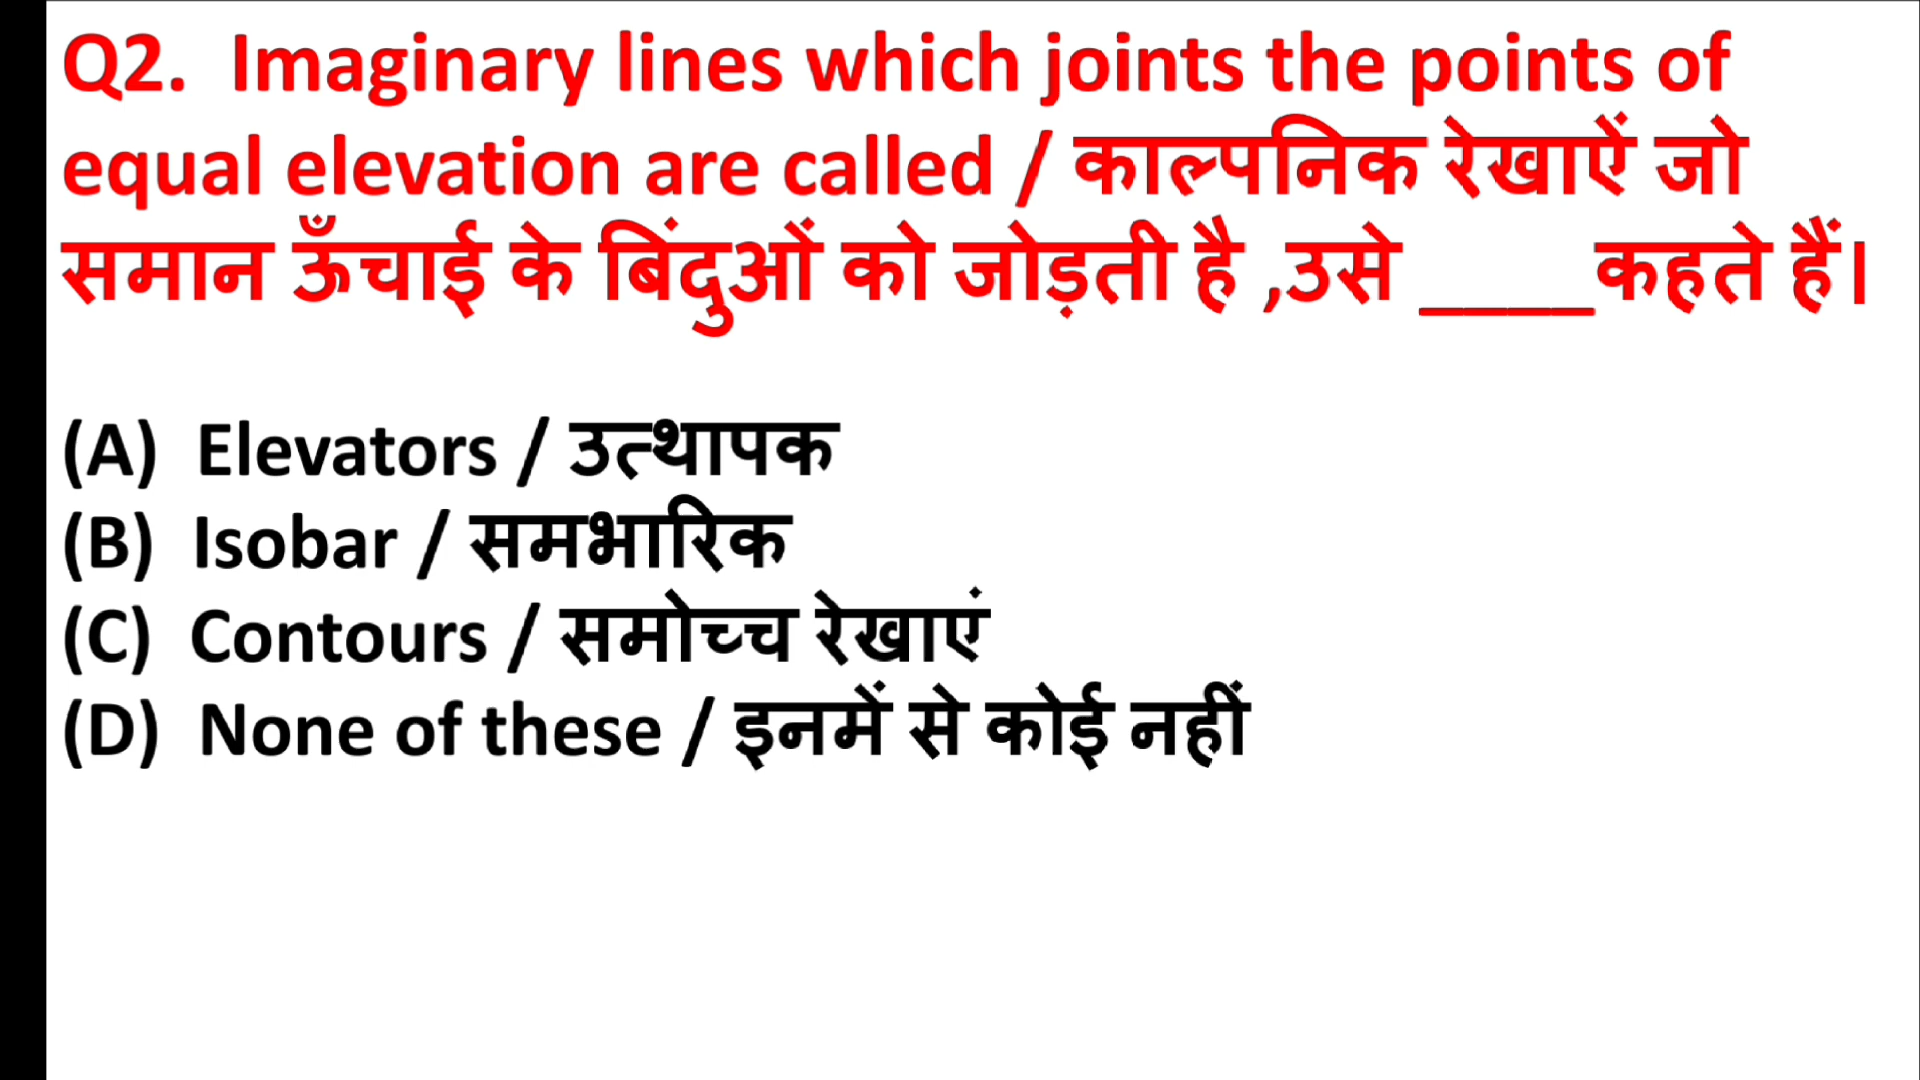 Q2. Imaginary lines which joints the points of
equal elevation are called / काल्पनिक रेखाऐं जो
समान ऊँचाई के बिंदुओं को जोड़ती है ,उसे ____कहते हैं।
(A) Elevators / उत्थापक
(B) Isobar / समभारिक
(C) Contours / समोच्च रेखाएं
(D) None of these / इनमें से कोई नहीं